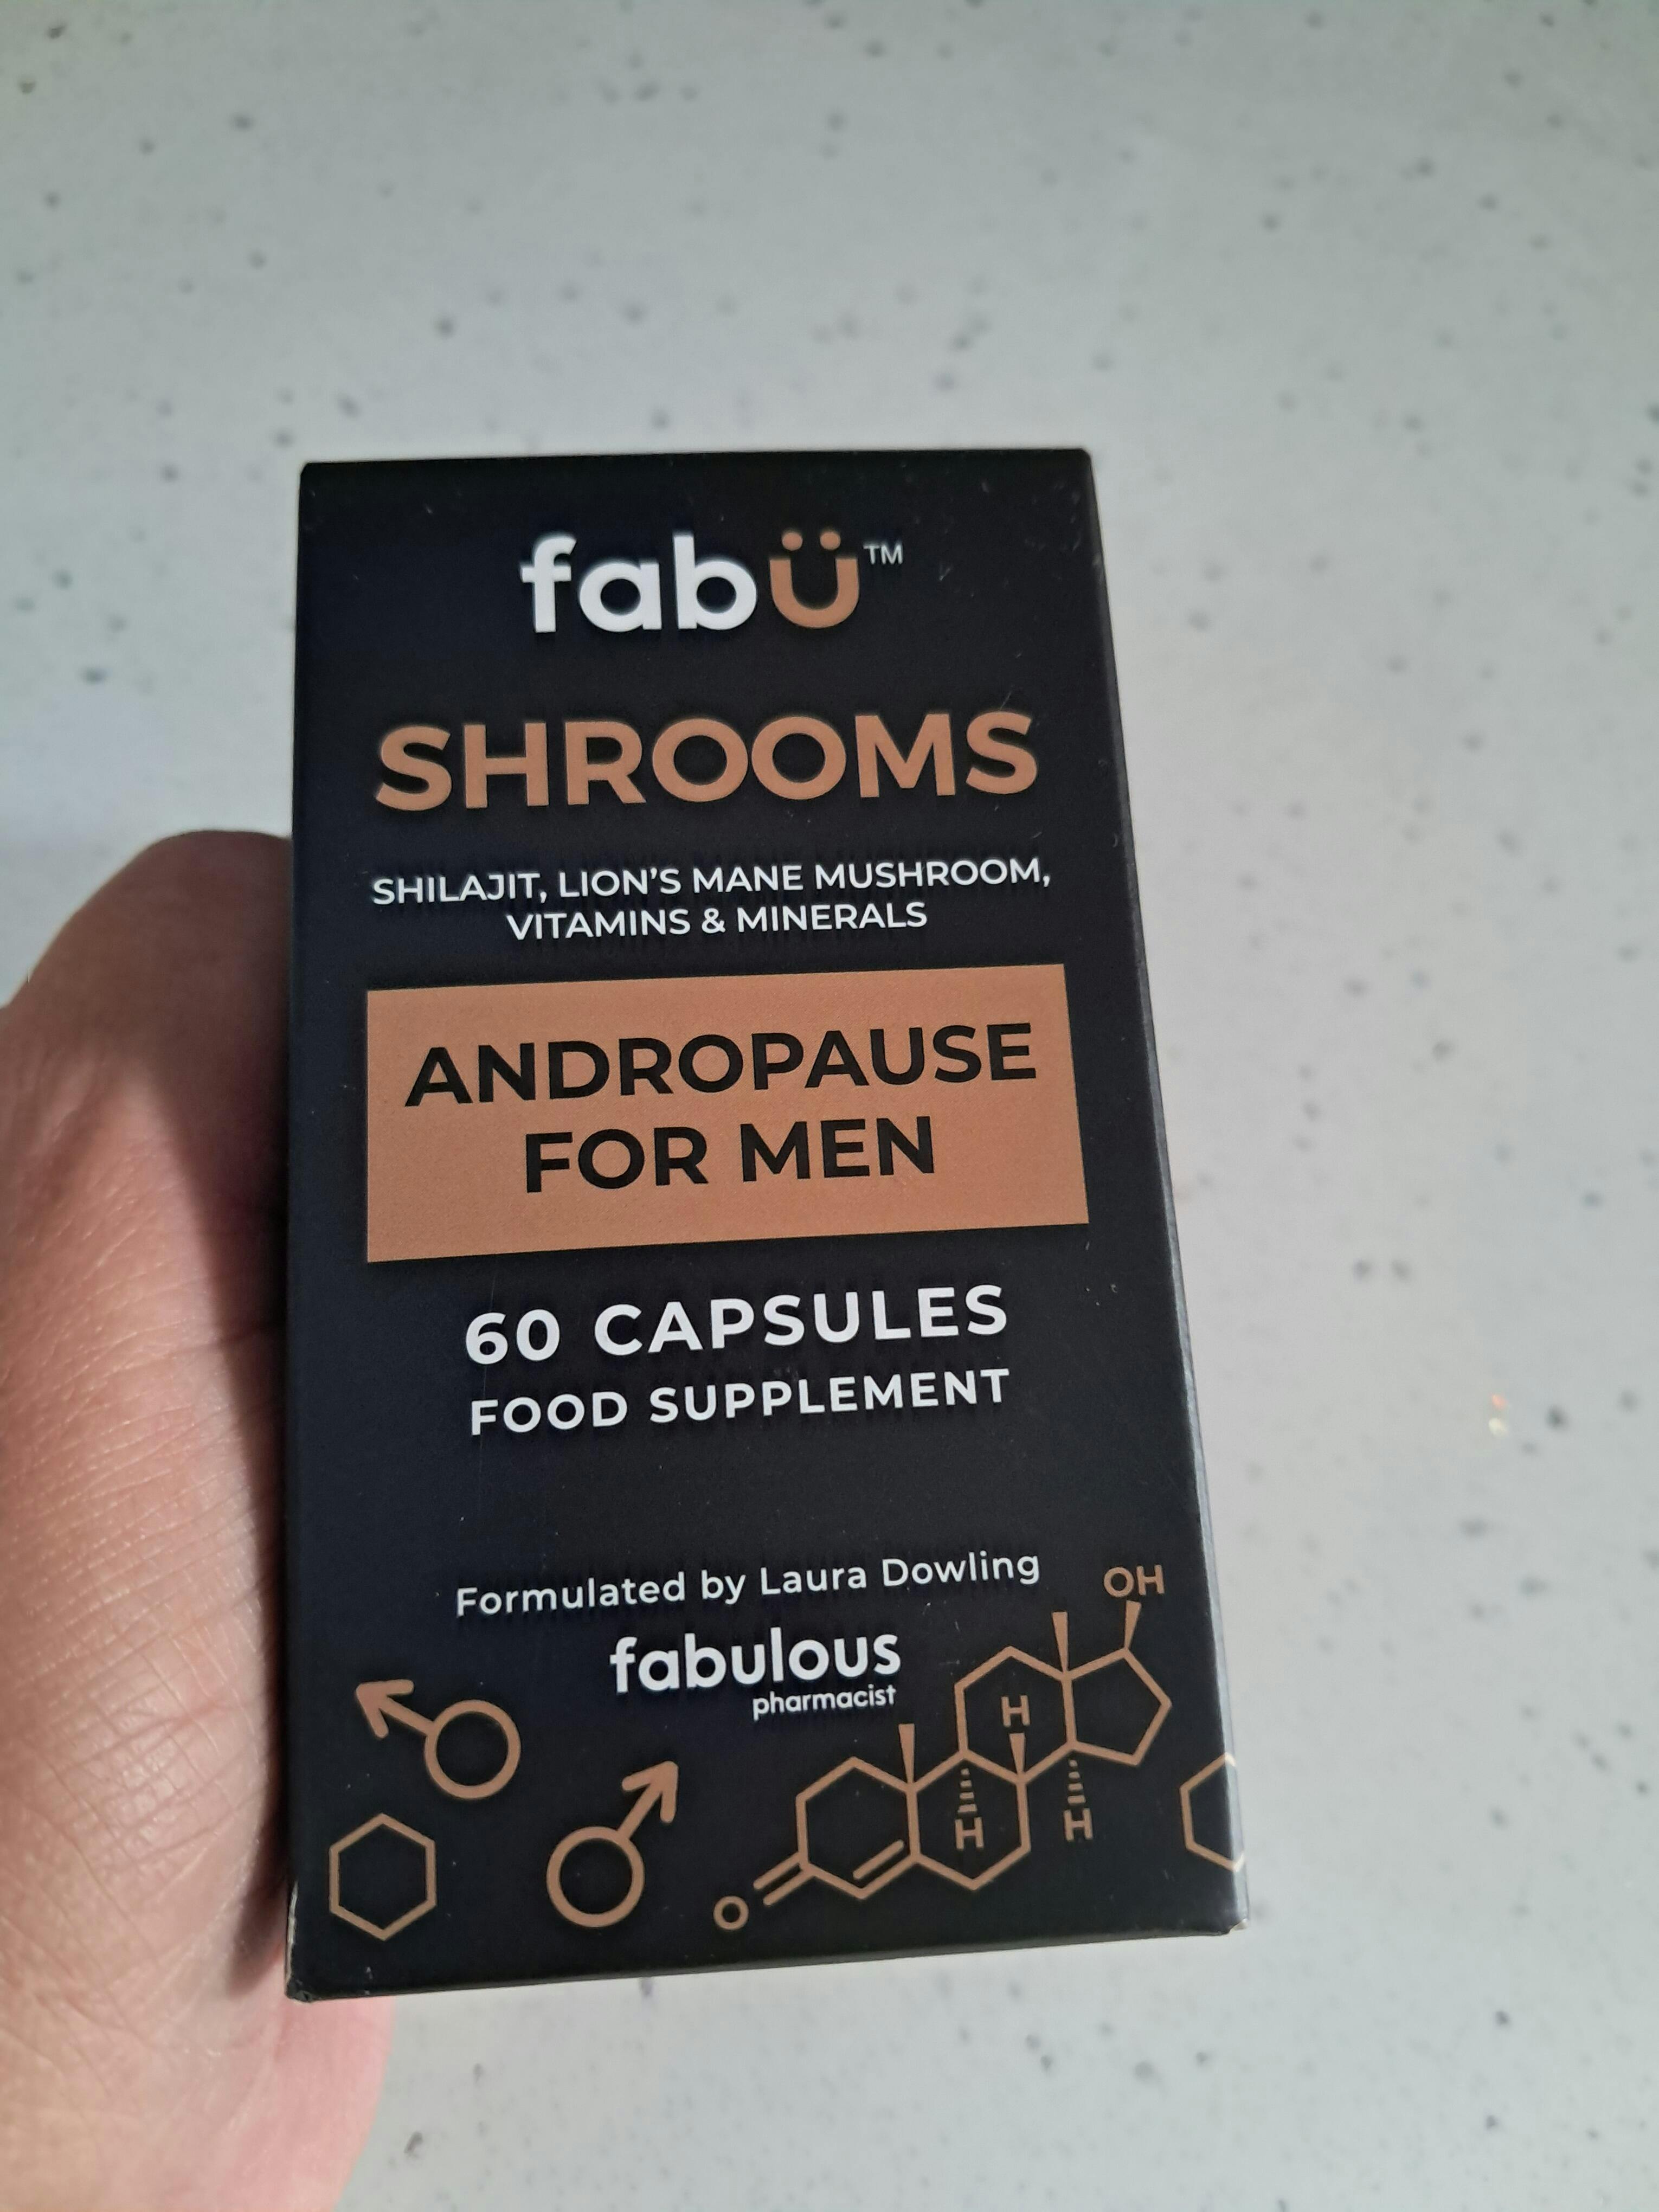 fabü™
SHROOMS
SHILAJIT, LION'S MANE MUSHROOM,
VITAMINS & MINERALS
ANDROPAUSE
FOR MEN
60 CAPSULES
FOOD SUPPLEMENT
Formulated by Laura Dowling
fabulous
pharmacist
OH
H
H
H
O